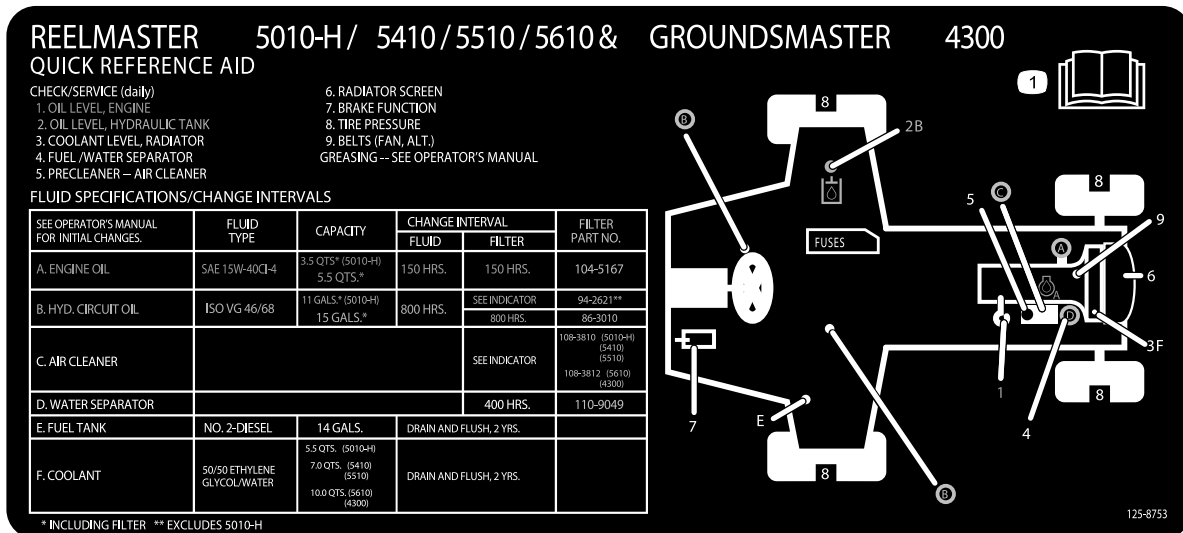 REELMASTER 5010-H / 5410 / 5510 / 5610 & GROUNDSMASTER 4300
QUICK REFERENCE AID
CHECK/SERVICE (daily)
1. OIL LEVEL, ENGINE
2. OIL LEVEL, HYDRAULIC TANK
3. COOLANT LEVEL, RADIATOR
4. FUEL /WATER SEPARATOR
5. PRECLEANER – AIR CLEANER
6. RADIATOR SCREEN
7. BRAKE FUNCTION
8. TIRE PRESSURE
9. BELTS (FAN, ALT.)
GREASING -- SEE OPERATOR'S MANUAL
FLUID SPECIFICATIONS/CHANGE INTERVALS
SEE OPERATOR'S MANUAL
FOR INITIAL CHANGES.
FLUID
TYPE
CAPACITY
CHANGE INTERVAL
FLUID
FILTER
FILTER
PART NO.
A. ENGINE OIL
SAE 15W-40CI-4
3.5 QTS* (5010-H)
5.5 QTS.*
150 HRS.
150 HRS.
104-5167
B. HYD. CIRCUIT OIL
ISO VG 46/68
11 GALS.* (5010-H)
15 GALS.*
800 HRS.
SEE INDICATOR
94-2621**
800 HRS.
86-3010
C. AIR CLEANER
SEE INDICATOR
108-3810 (5010-H)
(5410)
(5510)
108-3812 (5610)
(4300)
D. WATER SEPARATOR
400 HRS.
110-9049
E. FUEL TANK
NO. 2-DIESEL
14 GALS.
DRAIN AND FLUSH, 2 YRS.
F. COOLANT
50/50 ETHYLENE
GLYCOL/WATER
5.5 QTS. (5010-H)
7.0 QTS. (5410)
(5510)
10.0 QTS. (5610)
(4300)
DRAIN AND FLUSH, 2 YRS.
* INCLUDING FILTER ** EXCLUDES 5010-H
1
8
B
2B
8
C
5
9
A
FUSES
6
A
D
3F
1
8
7
E
4
8
B
125-8753